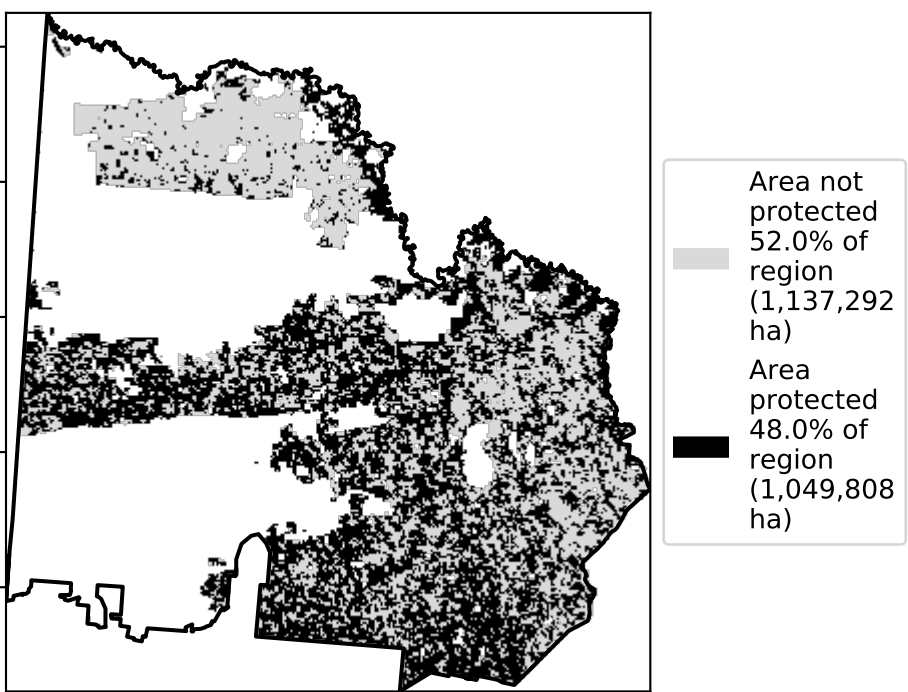 Area not
protected
52.0% of
region
(1,137,292
ha)
Area
protected
48.0% of
region
(1,049,808
ha)